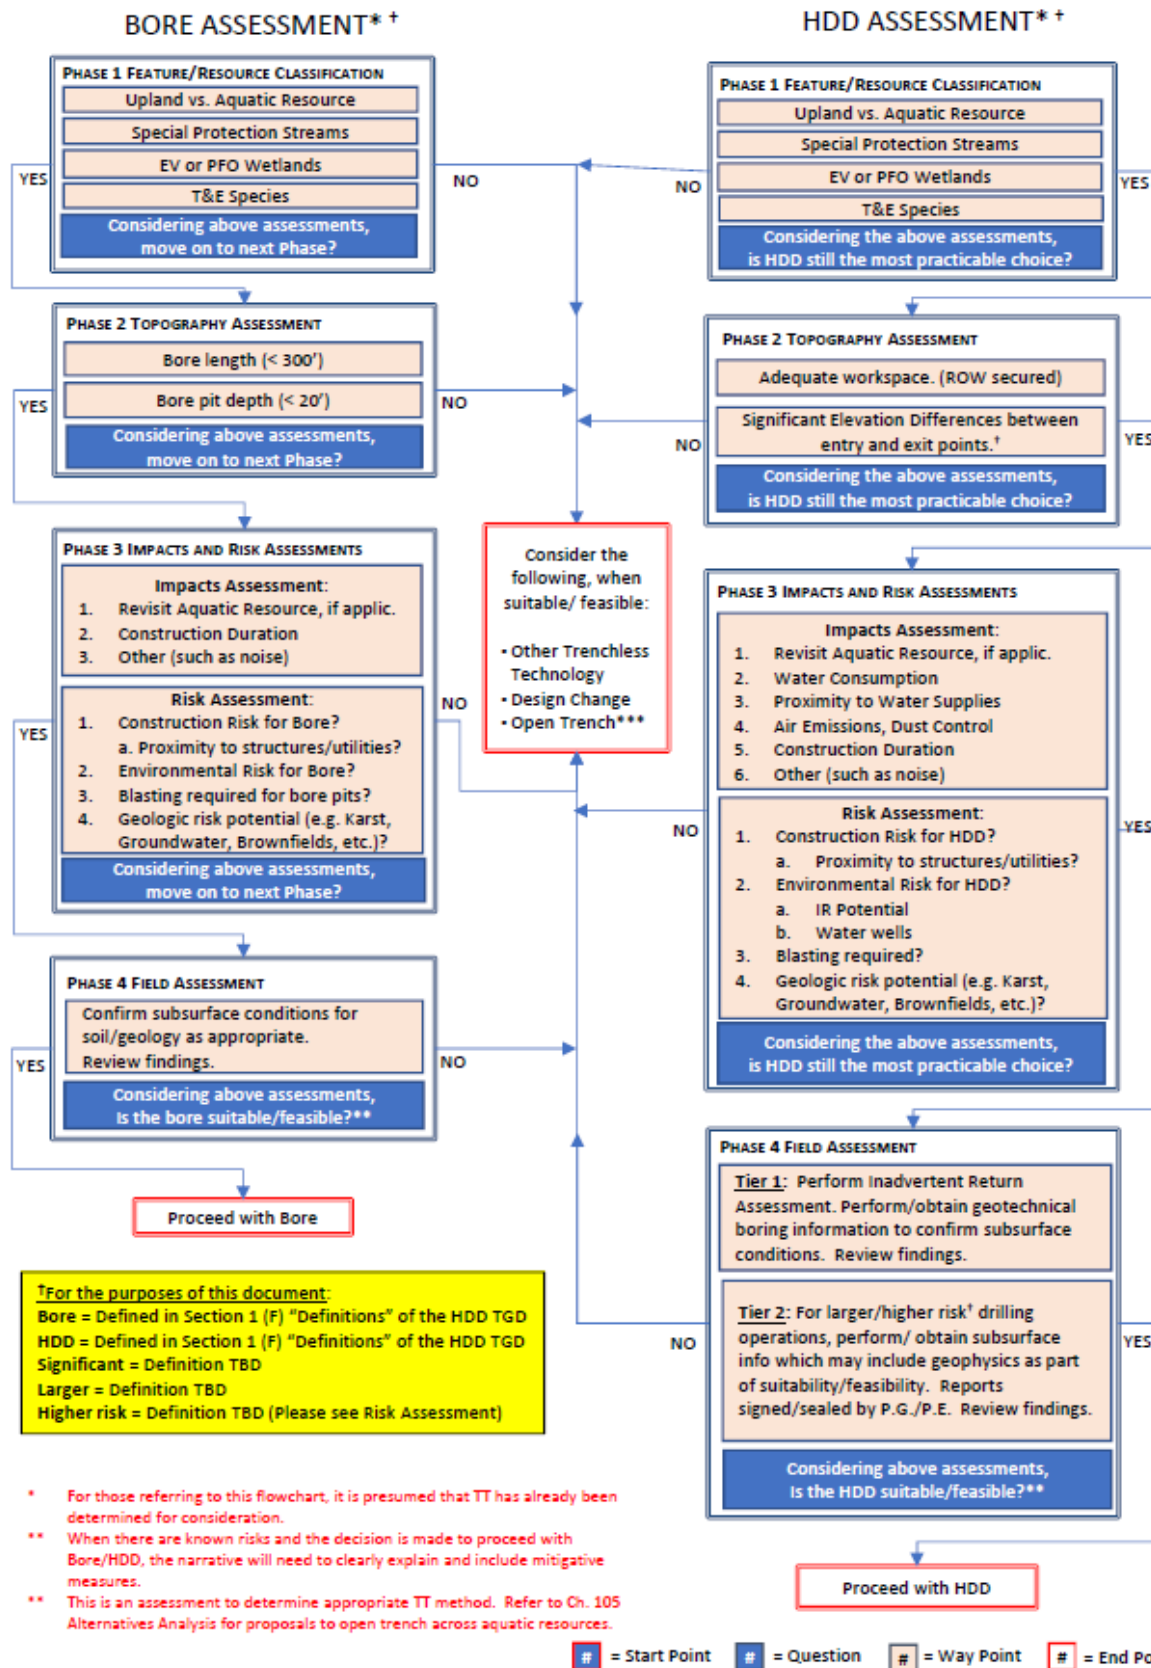 BORE ASSESSMENT* †
PHASE 1 FEATURE/RESOURCE CLASSIFICATION
Upland vs. Aquatic Resource
Special Protection Streams
EV or PFO Wetlands
T&E Species
Considering above assessments,
move on to next Phase?
YES
NO
PHASE 2 TOPOGRAPHY ASSESSMENT
Bore length (< 300')
Bore pit depth (< 20')
Considering above assessments,
move on to next Phase?
YES
NO
PHASE 3 IMPACTS AND RISK ASSESSMENTS
Impacts Assessment:
1. Revisit Aquatic Resource, if applic.
2. Construction Duration
3. Other (such as noise)
Risk Assessment:
1. Construction Risk for Bore?
a. Proximity to structures/utilities?
2. Environmental Risk for Bore?
3. Blasting required for bore pits?
4. Geologic risk potential (e.g. Karst,
Groundwater, Brownfields, etc.)?
Considering above assessments,
move on to next Phase?
YES
NO
PHASE 4 FIELD ASSESSMENT
Confirm subsurface conditions for
soil/geology as appropriate.
Review findings.
Considering above assessments,
Is the bore suitable/feasible?**
YES
NO
Proceed with Bore
Consider the
following, when
suitable/ feasible:
▪ Other Trenchless
Technology
▪ Design Change
▪ Open Trench***
HDD ASSESSMENT* †
PHASE 1 FEATURE/RESOURCE CLASSIFICATION
Upland vs. Aquatic Resource
Special Protection Streams
EV or PFO Wetlands
T&E Species
Considering the above assessments,
is HDD still the most practicable choice?
NO
YES
PHASE 2 TOPOGRAPHY ASSESSMENT
Adequate workspace. (ROW secured)
Significant Elevation Differences between
entry and exit points.†
Considering the above assessments,
is HDD still the most practicable choice?
NO
YES
PHASE 3 IMPACTS AND RISK ASSESSMENTS
Impacts Assessment:
1. Revisit Aquatic Resource, if applic.
2. Water Consumption
3. Proximity to Water Supplies
4. Air Emissions, Dust Control
5. Construction Duration
6. Other (such as noise)
Risk Assessment:
1. Construction Risk for HDD?
a. Proximity to structures/utilities?
2. Environmental Risk for HDD?
a. IR Potential
b. Water wells
3. Blasting required?
4. Geologic risk potential (e.g. Karst,
Groundwater, Brownfields, etc.)?
Considering the above assessments,
is HDD still the most practicable choice?
NO
YES
PHASE 4 FIELD ASSESSMENT
Tier 1: Perform Inadvertent Return
Assessment. Perform/obtain geotechnical
boring information to confirm subsurface
conditions. Review findings.
Tier 2: For larger/higher risk† drilling
operations, perform/ obtain subsurface
info which may include geophysics as part
of suitability/feasibility. Reports
signed/sealed by P.G./P.E. Review findings.
Considering above assessments,
Is the HDD suitable/feasible?**
NO
YES
Proceed with HDD
†For the purposes of this document:
Bore = Defined in Section 1 (F) “Definitions” of the HDD TGD
HDD = Defined in Section 1 (F) “Definitions” of the HDD TGD
Significant = Definition TBD
Larger = Definition TBD
Higher risk = Definition TBD (Please see Risk Assessment)
* For those referring to this flowchart, it is presumed that TT has already been
determined for consideration.
** When there are known risks and the decision is made to proceed with
Bore/HDD, the narrative will need to clearly explain and include mitigative
measures.
** This is an assessment to determine appropriate TT method. Refer to Ch. 105
Alternatives Analysis for proposals to open trench across aquatic resources.
# = Start Point # = Question # = Way Point # = End Po